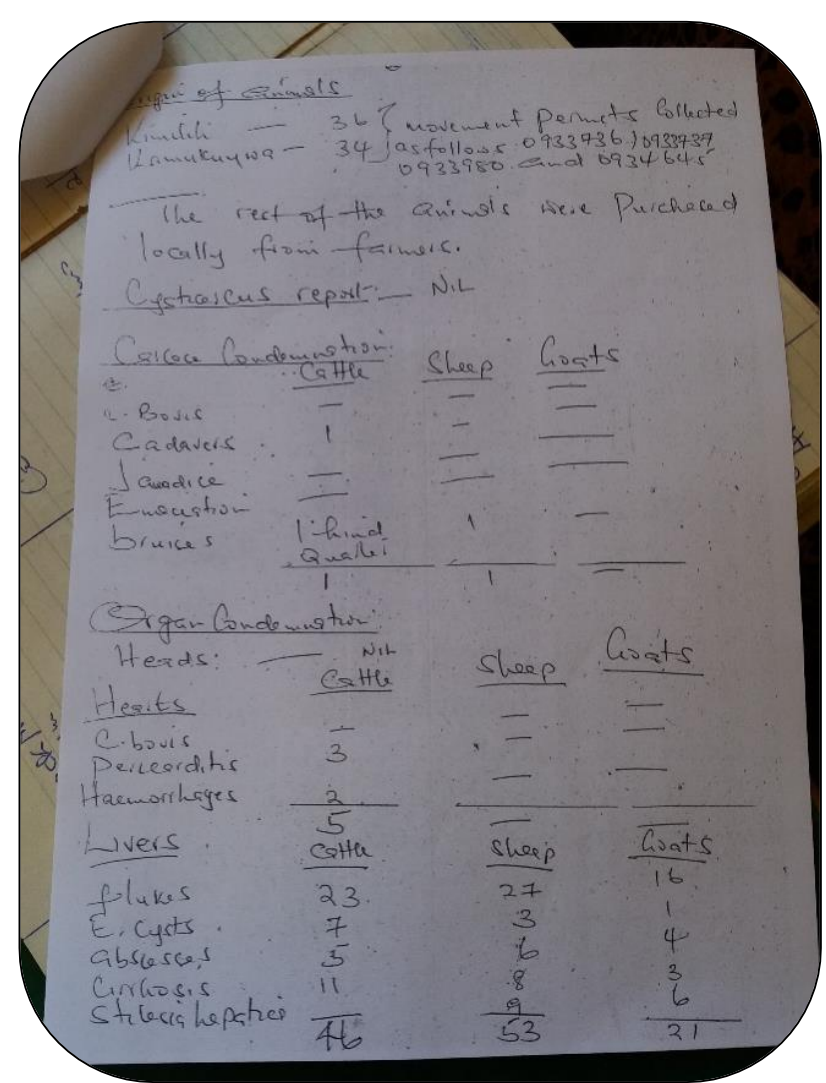 origin of animals
Kimilili — 36 } movement permits Collected
Kamukuywa — 34 } as follows 0933736, 0933737
0933980 and 0934645
The rest of the animals were Purchased
locally from farmers.
Cysticercus report:— NIL
Carcase Condemnation:
Cattle Sheep Goats
C. Bovis — — —
Cadavers 1 - —
Jaundice — — —
Emaciation — — —
bruises 1 hind 1 —
Quarter
1 1 =
Organ Condemnation:
Heads: — NIL
Cattle Sheep Goats
Hearts
C. bovis — — —
Pericarditis 3 — —
Haemorrhages 2 — —
5 — —
Livers Cattle Sheep Goats
flukes 23 27 16
E. Cysts 7 3 1
abscesses 5 6 4
Cirrhosis 11 8 3
Stilesia hepatica 9 6
46 53 21